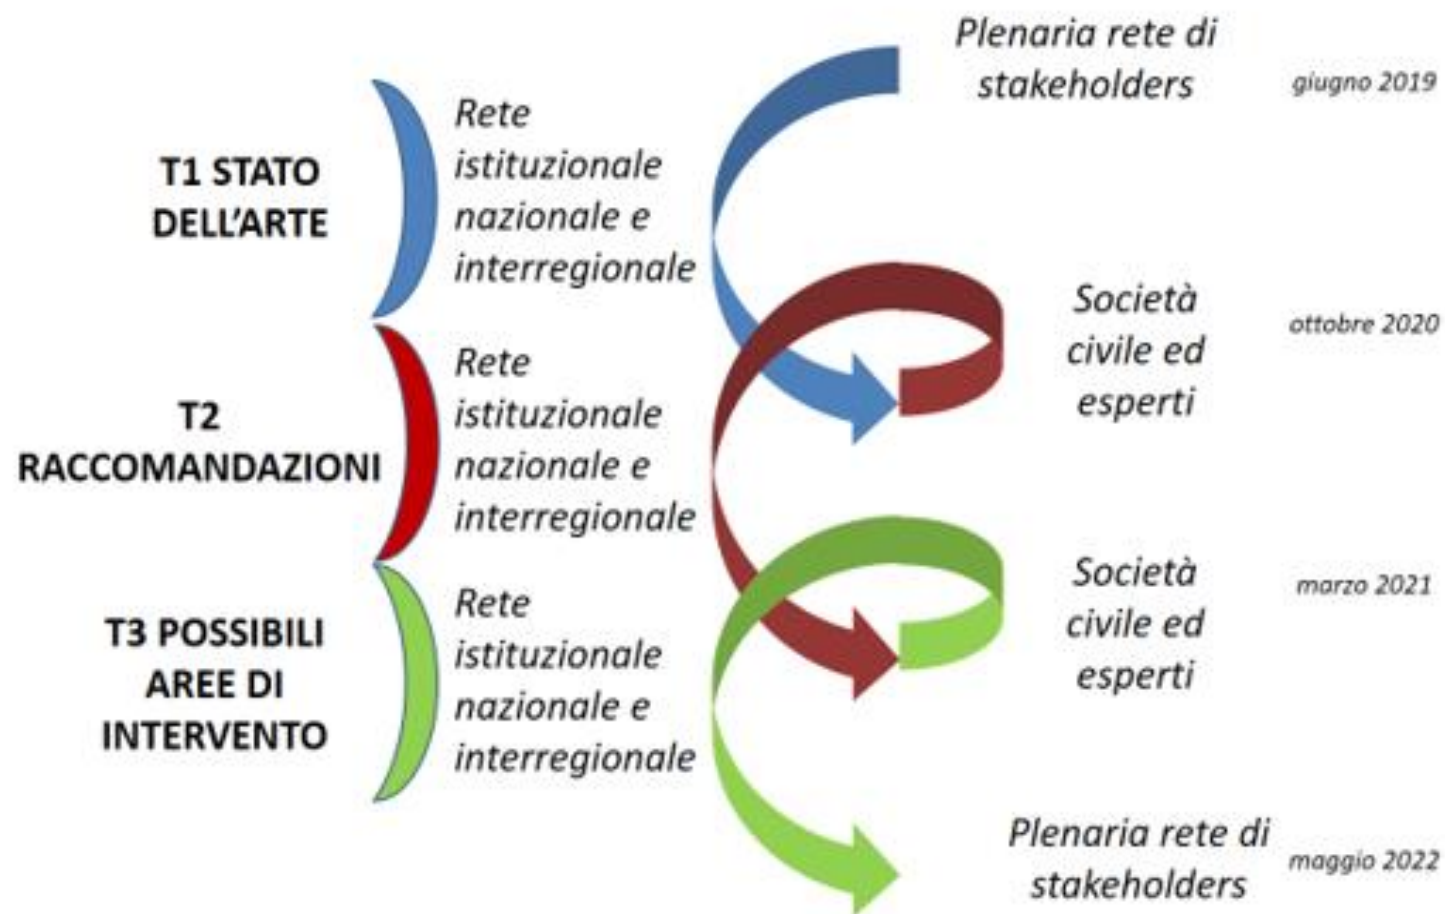 Plenaria rete di
stakeholders
giugno 2019
T1 STATO
DELL'ARTE
Rete
istituzionale
nazionale e
interregionale
Società
civile ed
esperti
ottobre 2020
T2
RACCOMANDAZIONI
Rete
istituzionale
nazionale e
interregionale
Società
civile ed
esperti
marzo 2021
T3 POSSIBILI
AREE DI
INTERVENTO
Rete
istituzionale
nazionale e
interregionale
Plenaria rete di
stakeholders
maggio 2022